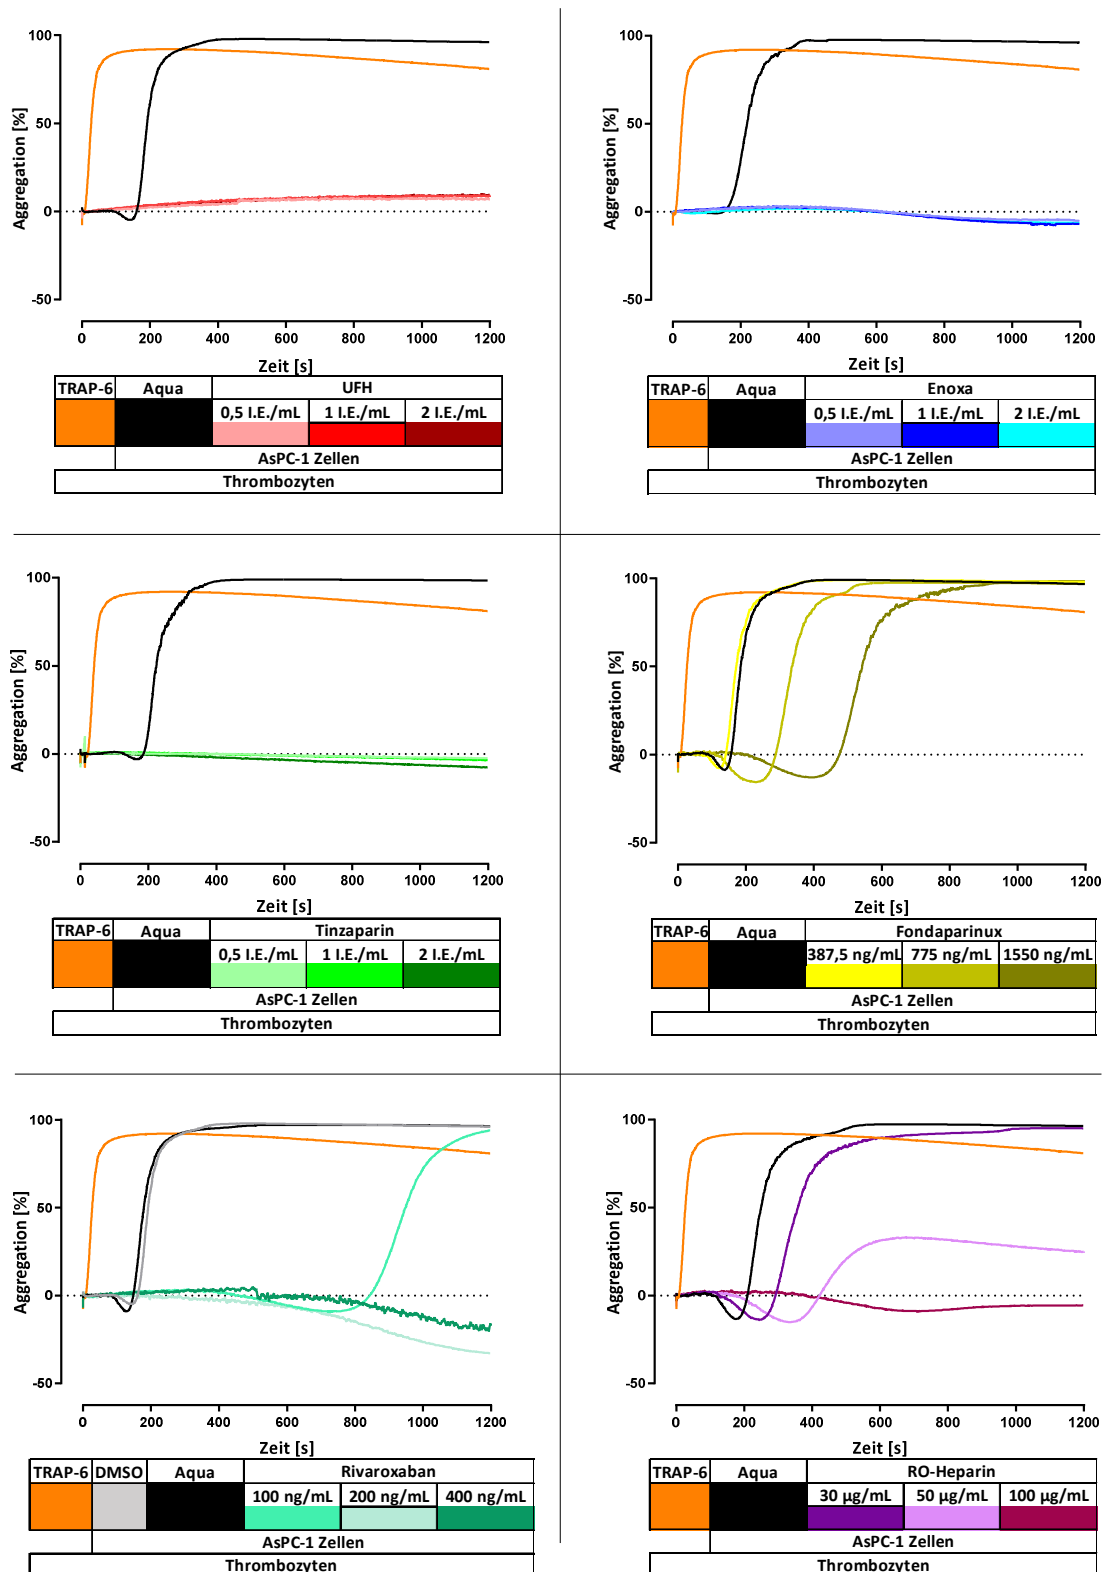 100
50
0
-50
Aggregation [%]
0 200 400 600 800 1000 1200
Zeit [s]
TRAP-6 Aqua UFH
0,5 I.E./mL 1 I.E./mL 2 I.E./mL
AsPC-1 Zellen
Thrombozyten
100
50
0
-50
Aggregation [%]
0 200 400 600 800 1000 1200
Zeit [s]
TRAP-6 Aqua Enoxa
0,5 I.E./mL 1 I.E./mL 2 I.E./mL
AsPC-1 Zellen
Thrombozyten
100
50
0
-50
Aggregation [%]
0 200 400 600 800 1000 1200
Zeit [s]
TRAP-6 Aqua Tinzaparin
0,5 I.E./mL 1 I.E./mL 2 I.E./mL
AsPC-1 Zellen
Thrombozyten
100
50
0
-50
Aggregation [%]
0 200 400 600 800 1000 1200
Zeit [s]
TRAP-6 Aqua Fondaparinux
387,5 ng/mL 775 ng/mL 1550 ng/mL
AsPC-1 Zellen
Thrombozyten
100
50
0
-50
Aggregation [%]
0 200 400 600 800 1000 1200
Zeit [s]
TRAP-6 DMSO Aqua Rivaroxaban
100 ng/mL 200 ng/mL 400 ng/mL
AsPC-1 Zellen
Thrombozyten
100
50
0
-50
Aggregation [%]
0 200 400 600 800 1000 1200
Zeit [s]
TRAP-6 Aqua RO-Heparin
30 µg/mL 50 µg/mL 100 µg/mL
AsPC-1 Zellen
Thrombozyten